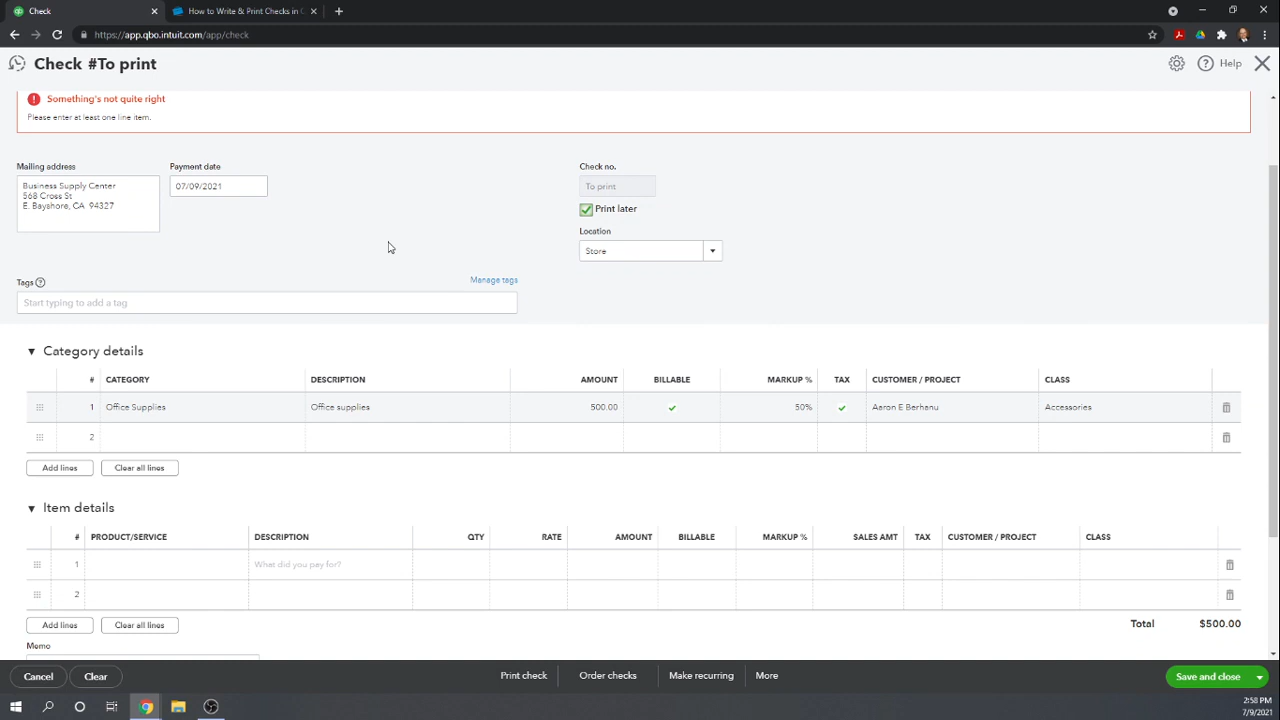 Check
How to Write & Print Checks in C
https://app.qbo.intuit.com/app/check
Check #To print
Help
Something's not quite right
Please enter at least one line item.
Mailing address
Payment date
Check no.
Business Supply Center
568 Cross St
E. Bayshore, CA 94327
07/09/2021
To print
Print later
Location
Store
Tags
Manage tags
Start typing to add a tag
Category details
# CATEGORY DESCRIPTION AMOUNT BILLABLE MARKUP % TAX CUSTOMER / PROJECT CLASS
1 Office Supplies Office supplies 500.00 50% Aaron E Berhanu Accessories
2
Add lines Clear all lines
Item details
# PRODUCT/SERVICE DESCRIPTION QTY RATE AMOUNT BILLABLE MARKUP % SALES AMT TAX CUSTOMER / PROJECT CLASS
1 What did you pay for?
2
Add lines Clear all lines
Total $500.00
Memo
Cancel Clear Print check Order checks Make recurring More Save and close
2:58 PM
7/9/2021